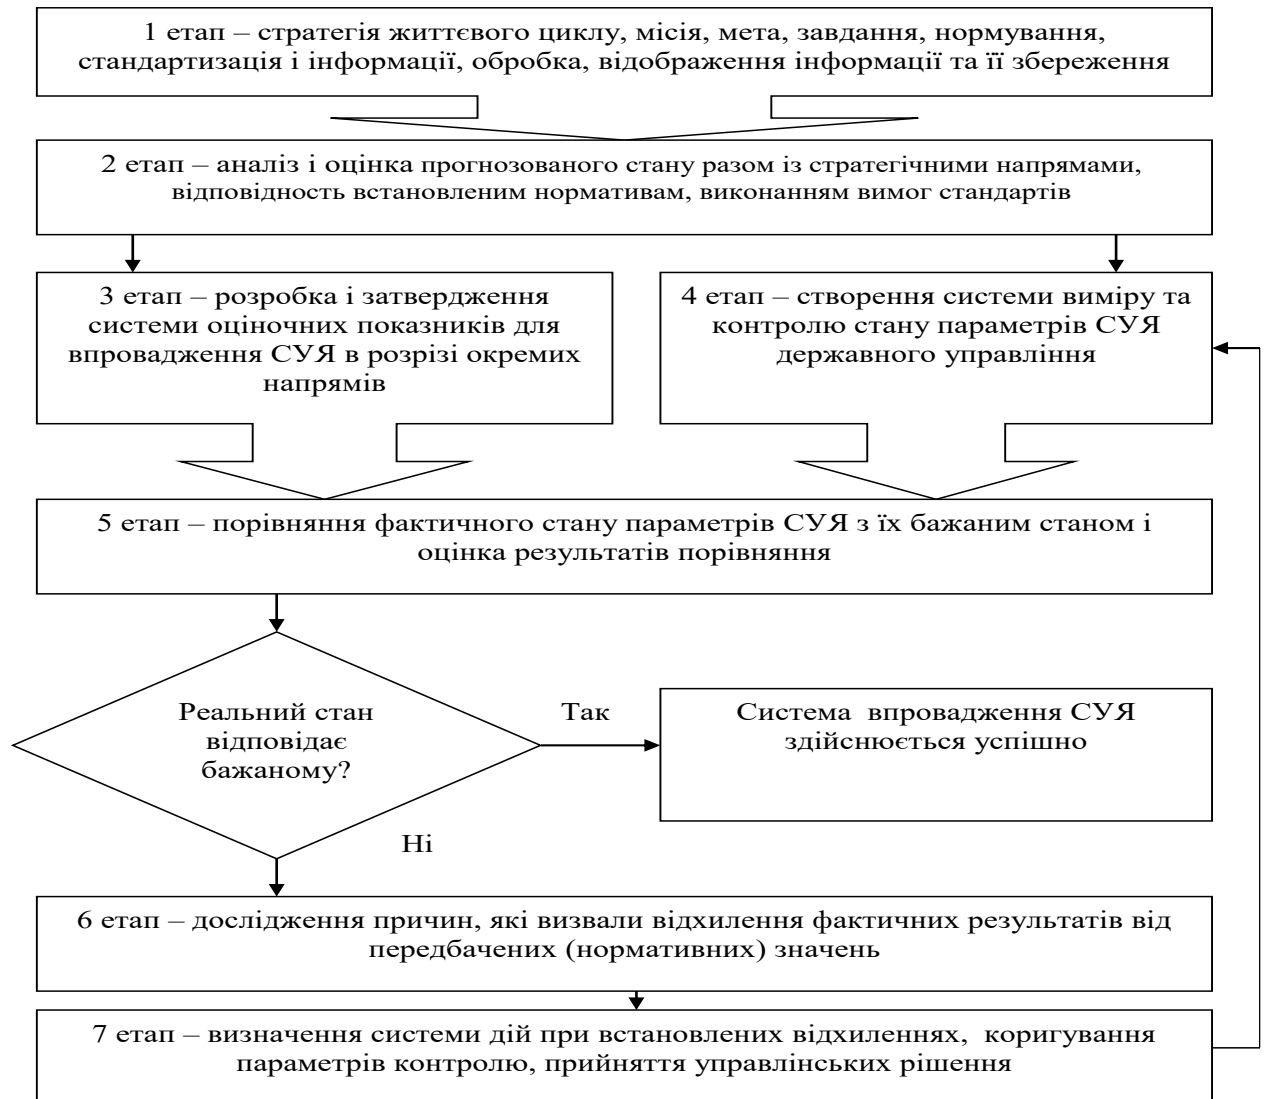 1 етап – стратегія життєвого циклу, місія, мета, завдання, нормування,
стандартизація і інформації, обробка, відображення інформації та її збереження
2 етап – аналіз і оцінка прогнозованого стану разом із стратегічними напрямами,
відповідність встановленим нормативам, виконанням вимог стандартів
3 етап – розробка і затвердження
системи оціночних показників для
впровадження СУЯ в розрізі окремих
напрямів
4 етап – створення системи виміру та
контролю стану параметрів СУЯ
державного управління
5 етап – порівняння фактичного стану параметрів СУЯ з їх бажаним станом і
оцінка результатів порівняння
Реальний стан
відповідає
бажаному?
Так
Система впровадження СУЯ
здійснюється успішно
Ні
6 етап – дослідження причин, які визвали відхилення фактичних результатів від
передбачених (нормативних) значень
7 етап – визначення системи дій при встановлених відхиленнях, коригування
параметрів контролю, прийняття управлінських рішення